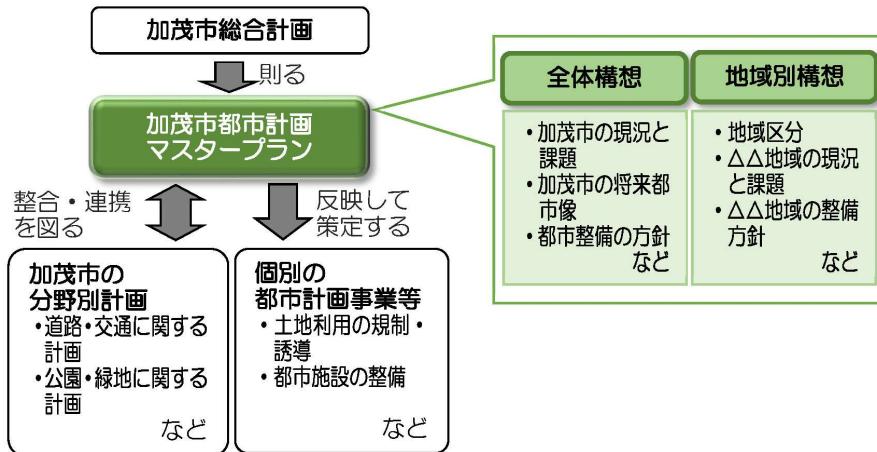 加茂市総合計画
則る
加茂市都市計画
マスタープラン
整合・連携
を図る
反映して
策定する
加茂市の
分野別計画
・道路・交通に関する
計画
・公園・緑地に関する
計画
など
個別の
都市計画事業等
・土地利用の規制・
誘導
・都市施設の整備
など
全体構想
・加茂市の現況と
課題
・加茂市の将来都
市像
・都市整備の方針
など
地域別構想
・地域区分
・△△地域の現況
と課題
・△△地域の整備
方針
など